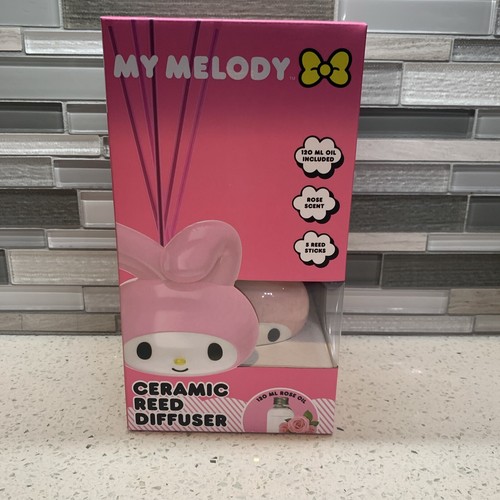 MY MELODY
120 ML OIL
INCLUDED
ROSE
SCENT
5 REED
STICKS
CERAMIC
REED
DIFFUSER
120 ML ROSE OIL